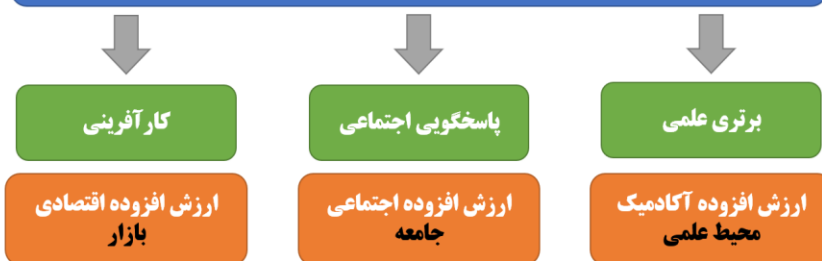 برتری علمی
پاسخگویی اجتماعی
کارآفرینی
ارزش افزوده آکادمیک
محیط علمی
ارزش افزوده اجتماعی
جامعه
ارزش افزوده اقتصادی
بازار